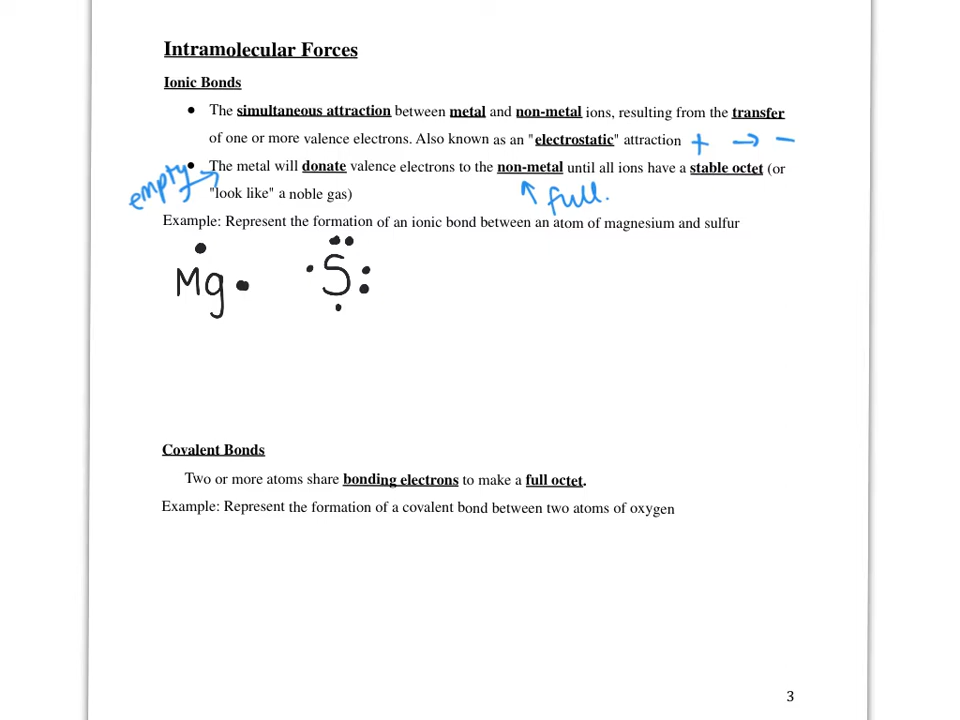 Intramolecular Forces
Ionic Bonds
• The simultaneous attraction between metal and non-metal ions, resulting from the transfer
of one or more valence electrons. Also known as an "electrostatic" attraction + → −
empty • The metal will donate valence electrons to the non-metal until all ions have a stable octet (or
"look like" a noble gas) full.
Example: Represent the formation of an ionic bond between an atom of magnesium and sulfur
Mg S
Covalent Bonds
Two or more atoms share bonding electrons to make a full octet.
Example: Represent the formation of a covalent bond between two atoms of oxygen
3